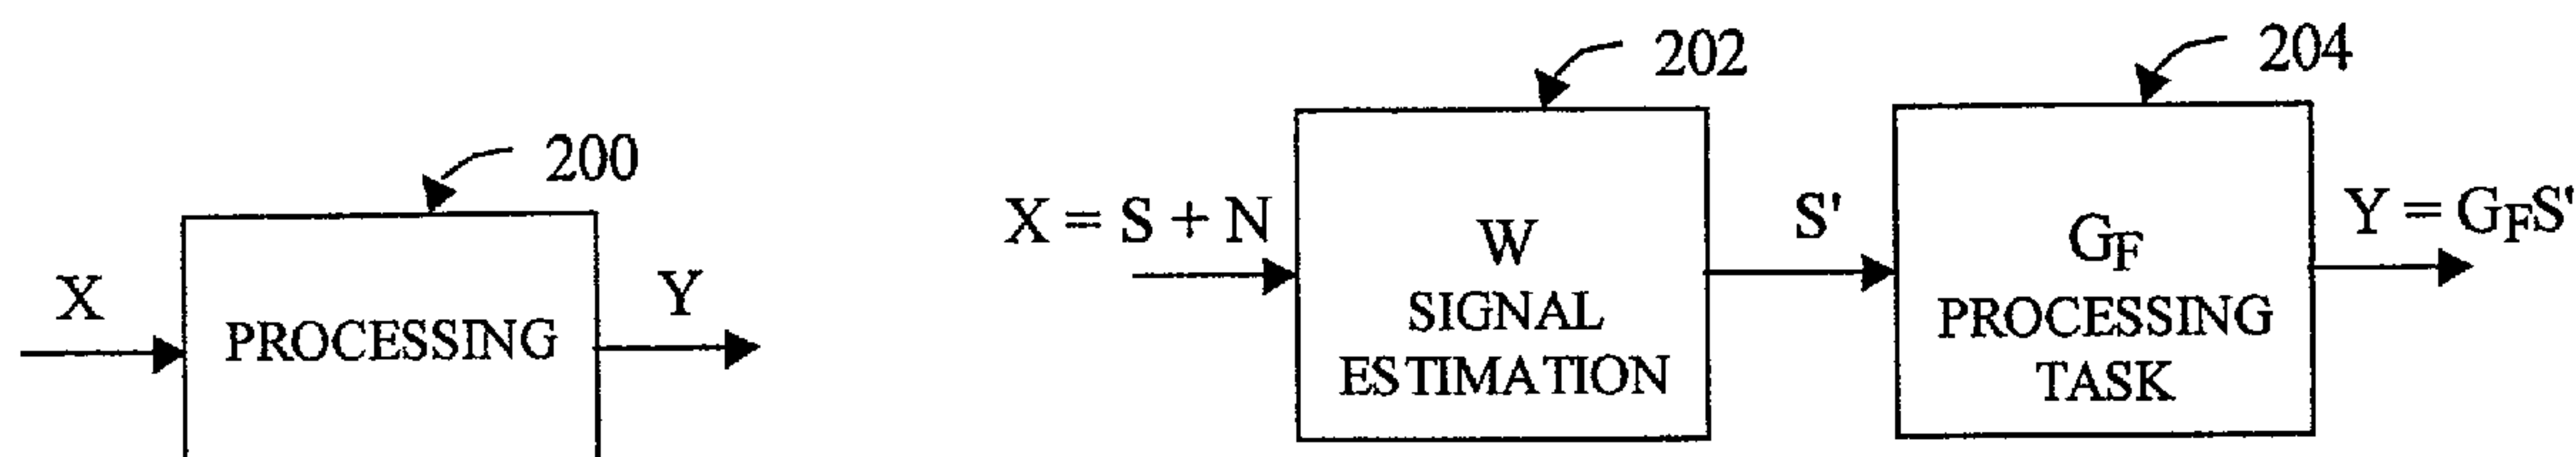 200
X
PROCESSING
Y
202
X = S + N
W
SIGNAL
ESTIMATION
S'
204
GF
PROCESSING
TASK
Y = GFS'